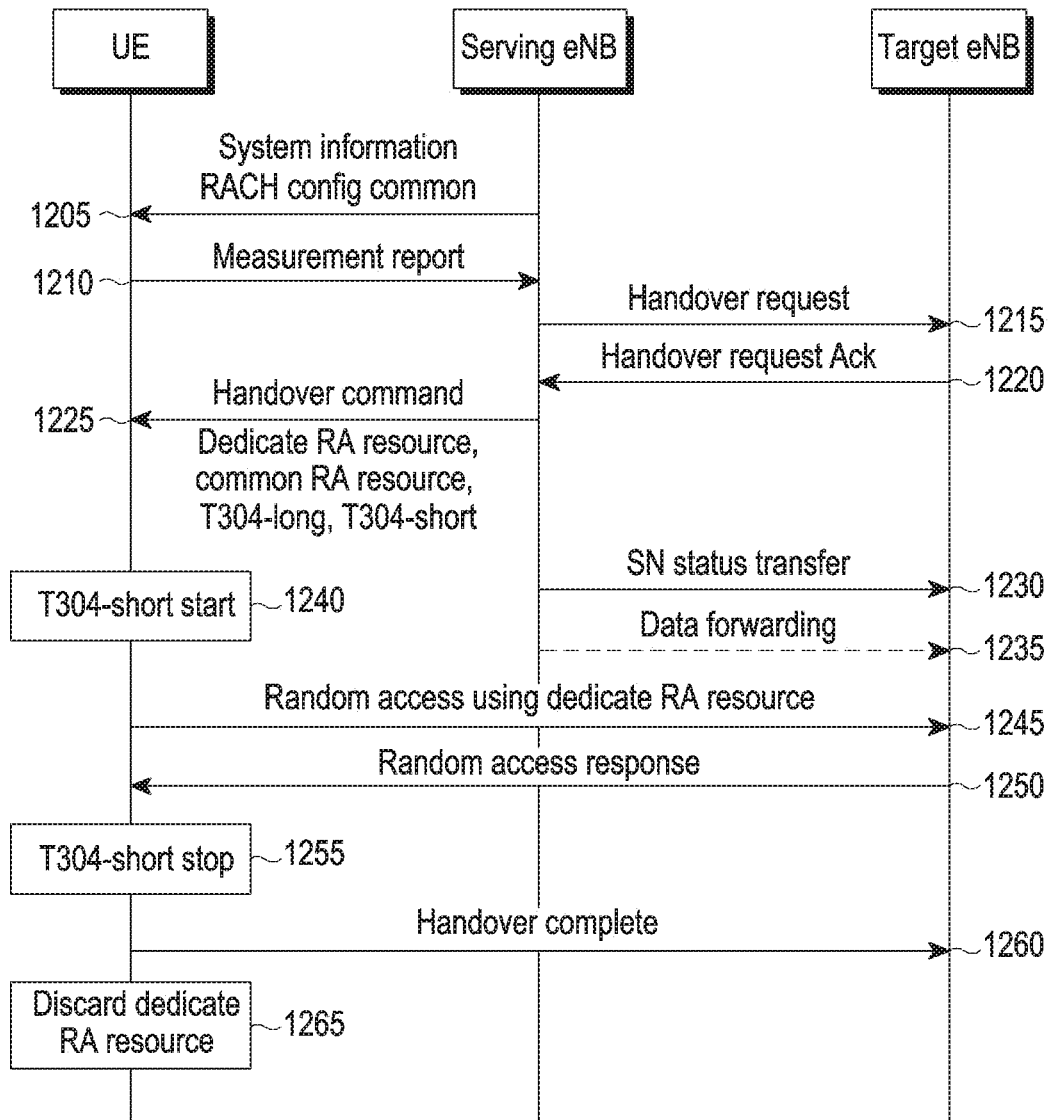 UE
Serving eNB
Target eNB
System information
RACH config common
1205
Measurement report
1210
Handover request
1215
Handover request Ack
1220
Handover command
1225
Dedicate RA resource,
common RA resource,
T304-long, T304-short
SN status transfer
1230
T304-short start
1240
Data forwarding
1235
Random access using dedicate RA resource
1245
Random access response
1250
T304-short stop
1255
Handover complete
1260
Discard dedicate
RA resource
1265